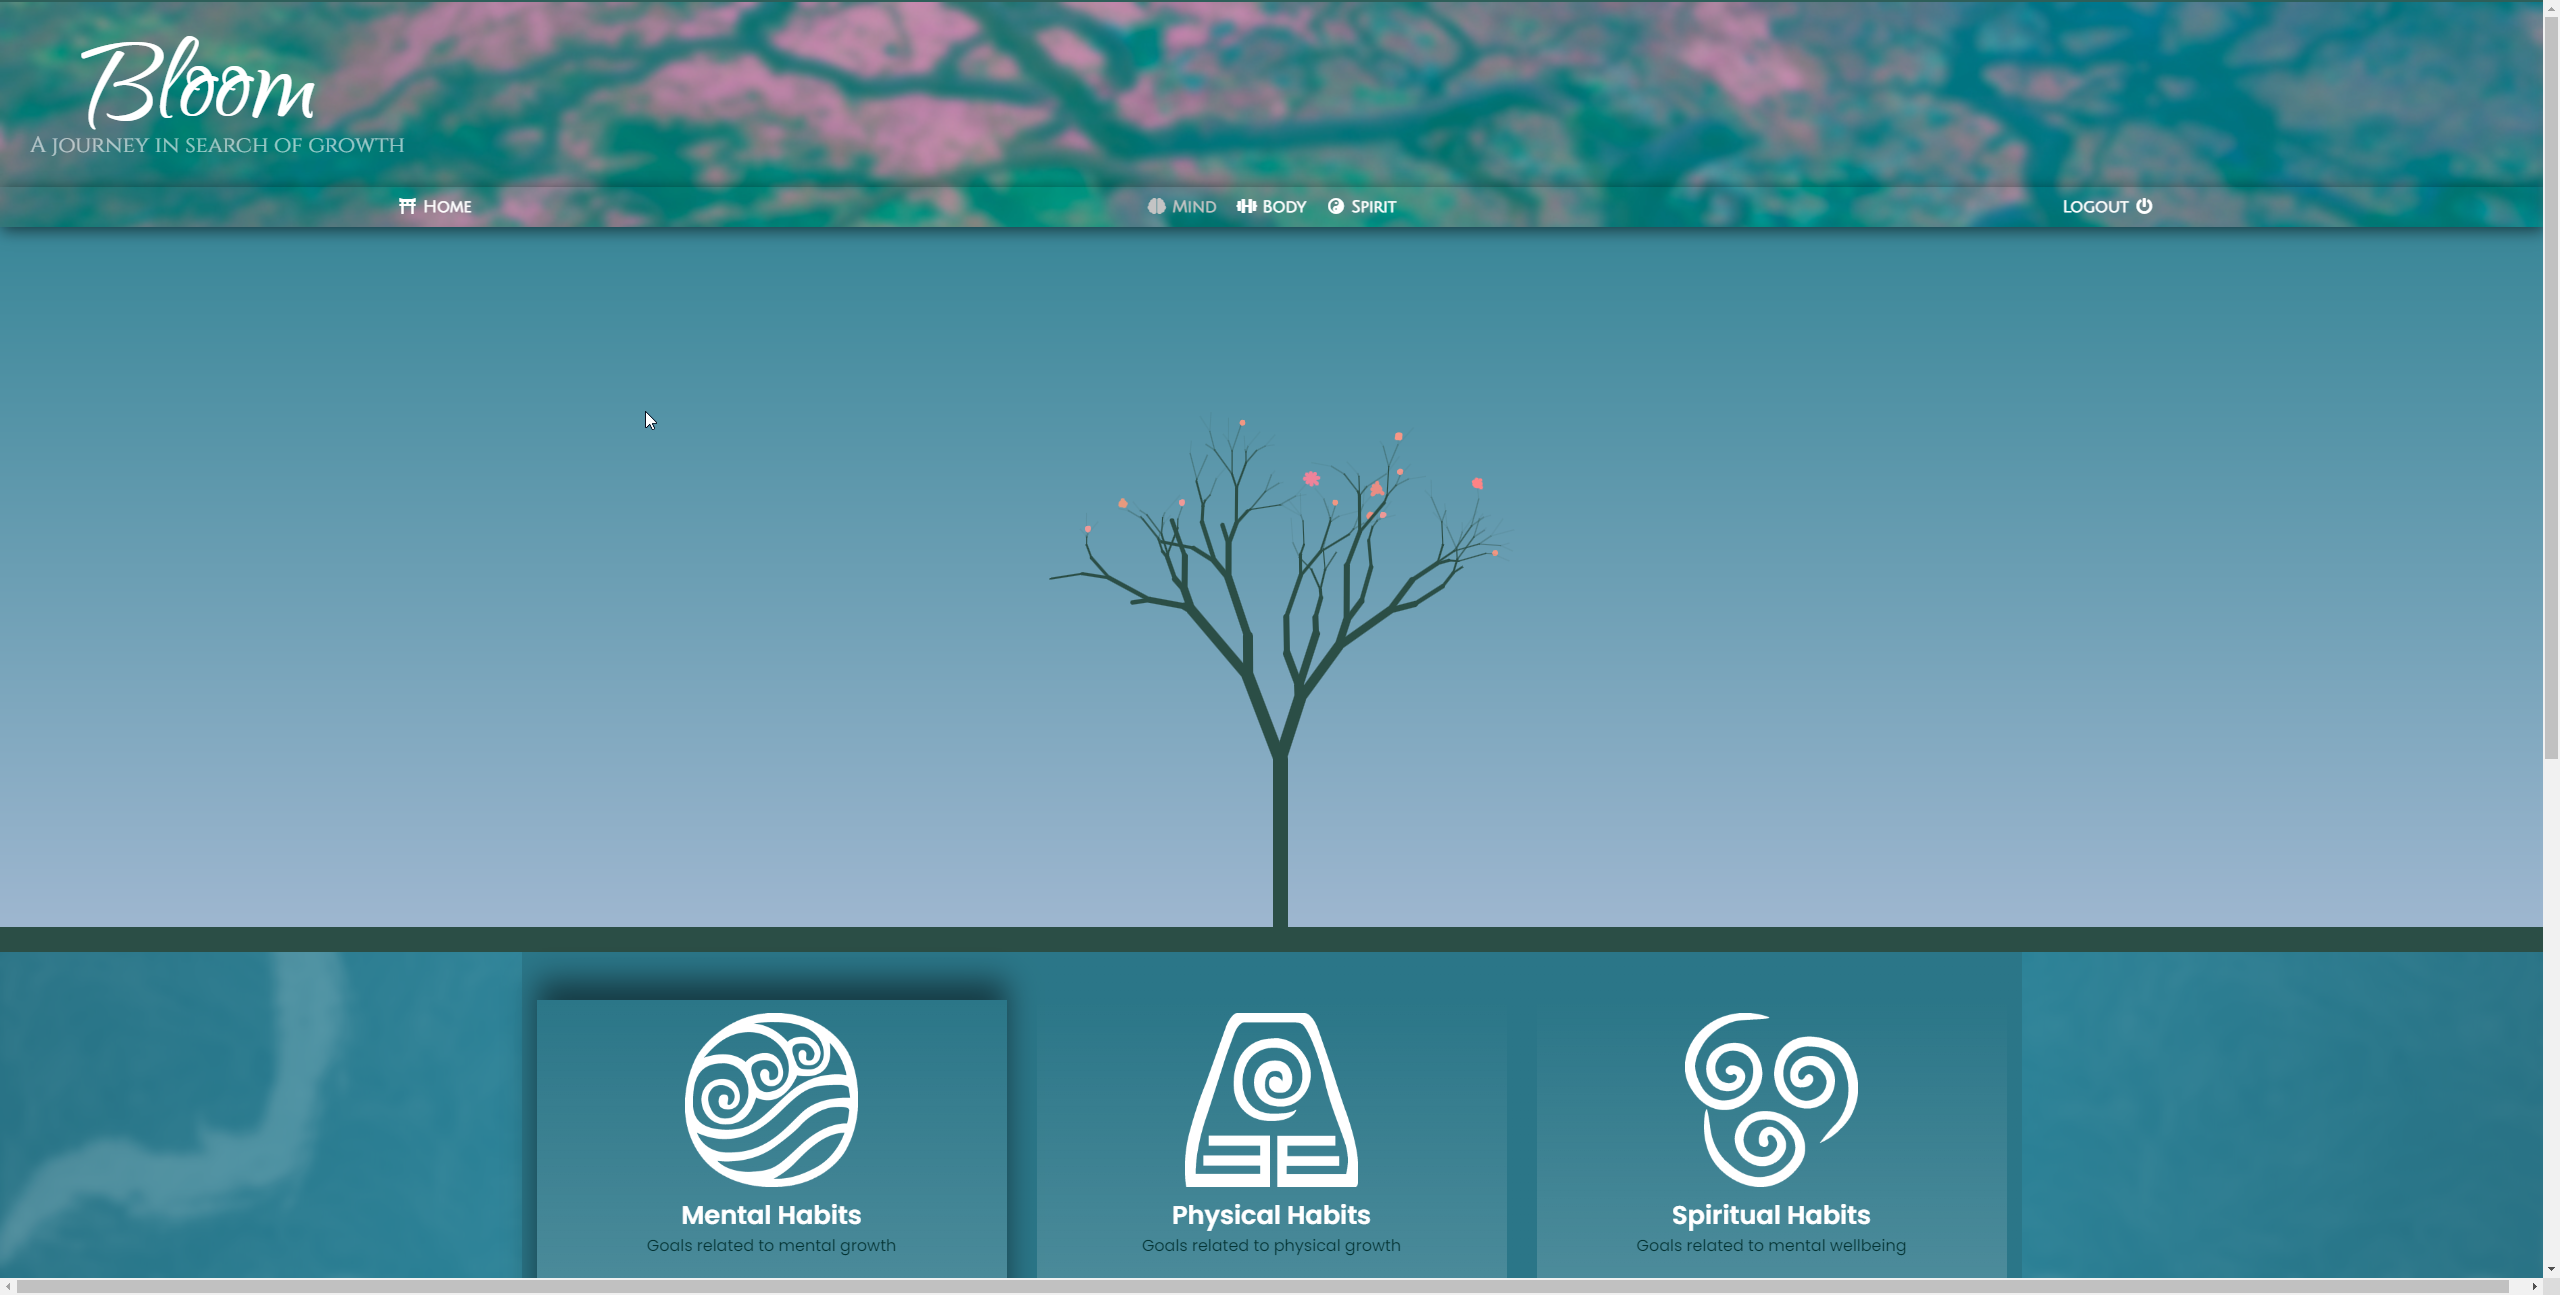 Bloom
A journey in search of growth
Home
Mind Body Spirit
Logout
Mental Habits
Goals related to mental growth
Physical Habits
Goals related to physical growth
Spiritual Habits
Goals related to mental wellbeing